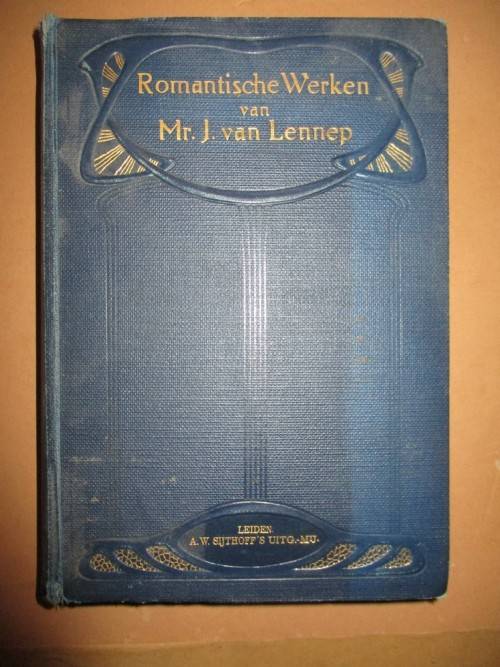 Romantische Werken
van
Mr. J. van Lennep
LEIDEN
A.W. SIJTHOFF'S UITG.-MIJ.